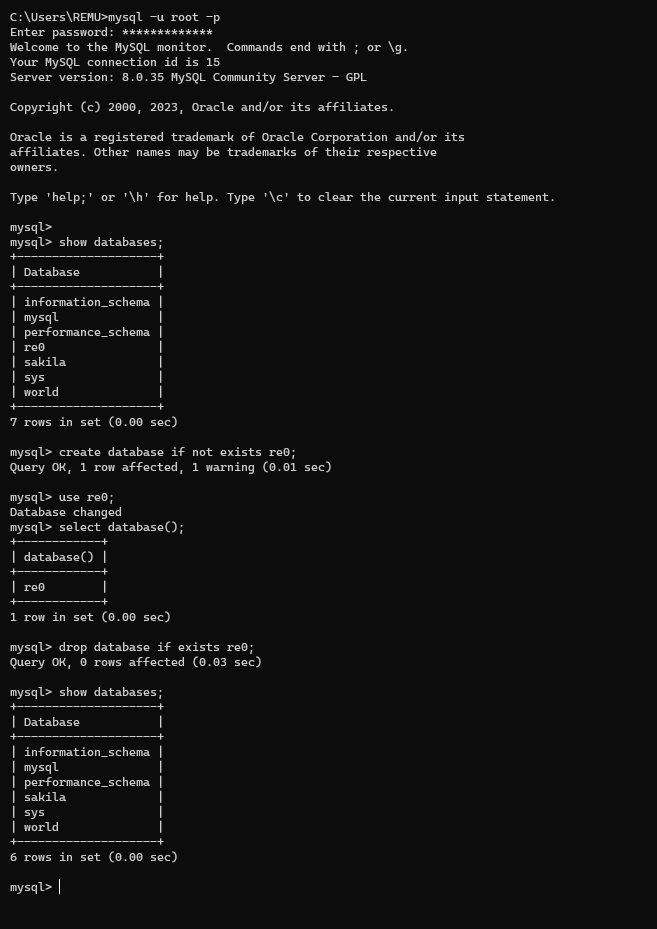 C:\Users\REMU>mysql -u root -p
Enter password: *************
Welcome to the MySQL monitor.  Commands end with ; or \g.
Your MySQL connection id is 15
Server version: 8.0.35 MySQL Community Server - GPL

Copyright (c) 2000, 2023, Oracle and/or its affiliates.

Oracle is a registered trademark of Oracle Corporation and/or its
affiliates. Other names may be trademarks of their respective
owners.

Type 'help;' or '\h' for help. Type '\c' to clear the current input statement.

mysql>
mysql> show databases;
+--------------------+
| Database           |
+--------------------+
| information_schema |
| mysql              |
| performance_schema |
| re0                |
| sakila             |
| sys                |
| world              |
+--------------------+
7 rows in set (0.00 sec)

mysql> create database if not exists re0;
Query OK, 1 row affected, 1 warning (0.01 sec)

mysql> use re0;
Database changed
mysql> select database();
+------------+
| database() |
+------------+
| re0        |
+------------+
1 row in set (0.00 sec)

mysql> drop database if exists re0;
Query OK, 0 rows affected (0.03 sec)

mysql> show databases;
+--------------------+
| Database           |
+--------------------+
| information_schema |
| mysql              |
| performance_schema |
| sakila             |
| sys                |
| world              |
+--------------------+
6 rows in set (0.00 sec)

mysql>